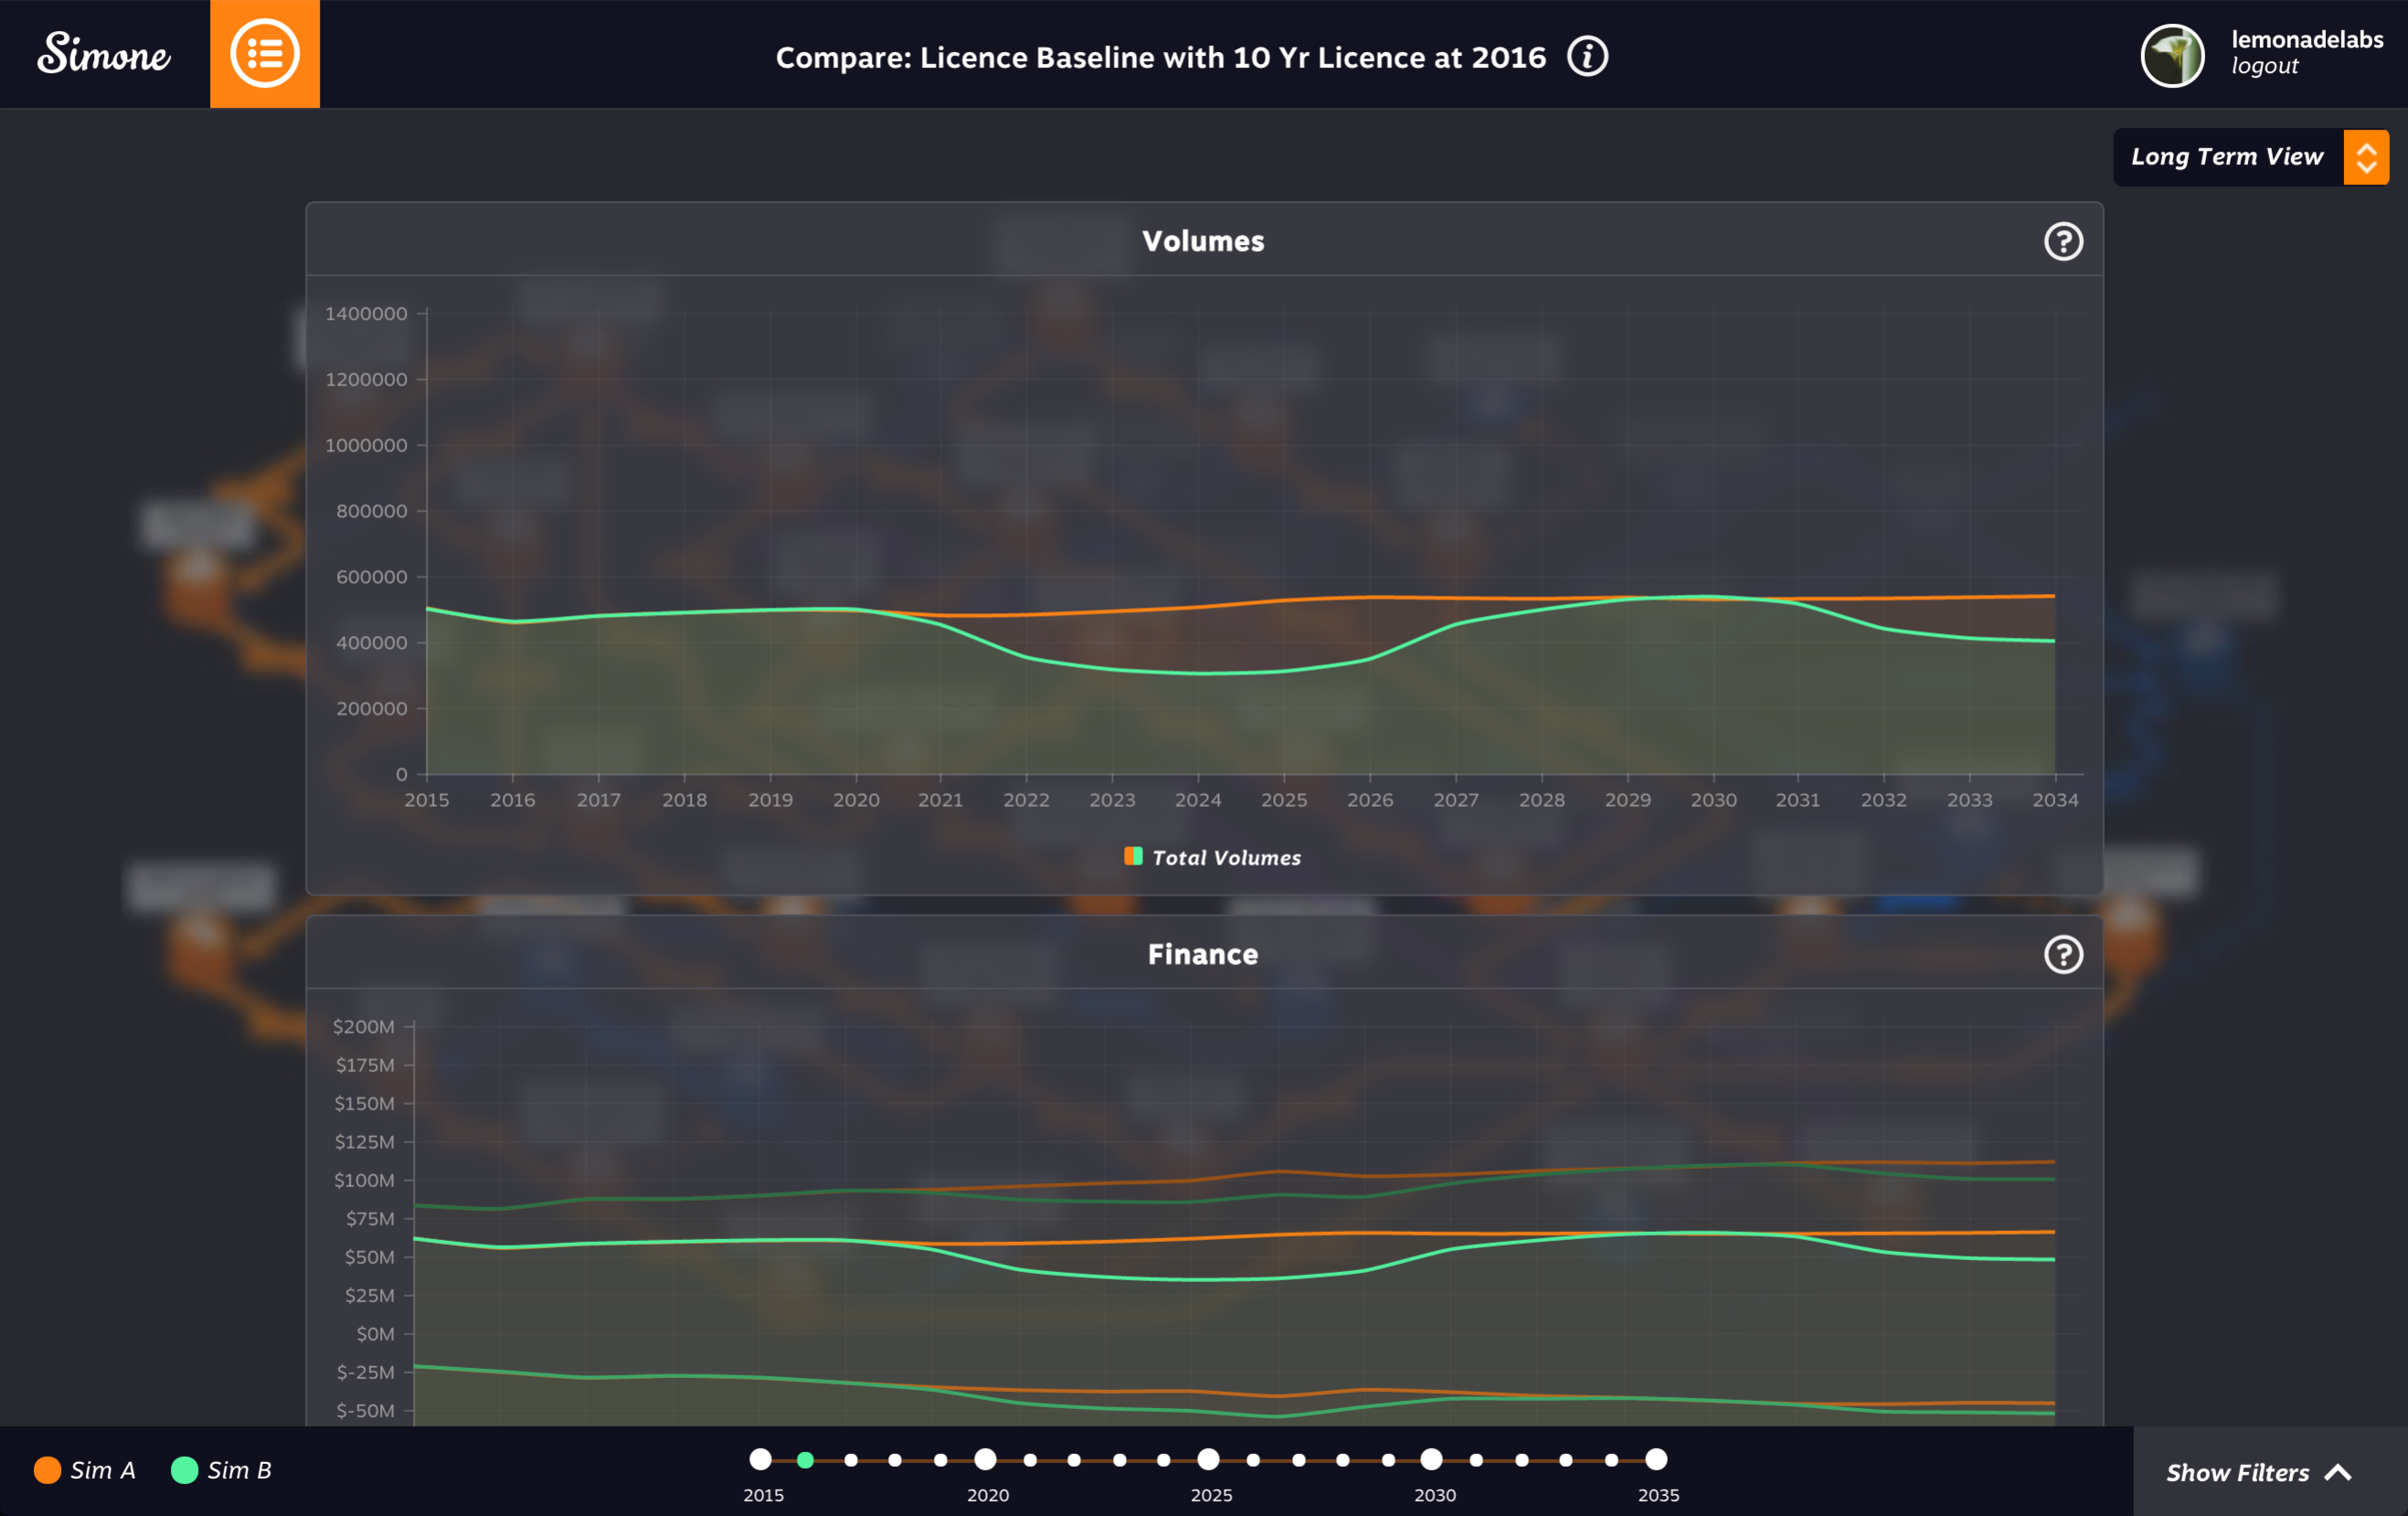 Simone
Compare: Licence Baseline with 10 Yr Licence at 2016
lemonadelabs
logout
Long Term View
Volumes
1400000
1200000
1000000
800000
600000
400000
200000
0
2015 2016 2017 2018 2019 2020 2021 2022 2023 2024 2025 2026 2027 2028 2029 2030 2031 2032 2033 2034
Total Volumes
Finance
$200M
$175M
$150M
$125M
$100M
$75M
$50M
$25M
$0M
$-25M
$-50M
Sim A Sim B
2015 2020 2025 2030 2035
Show Filters